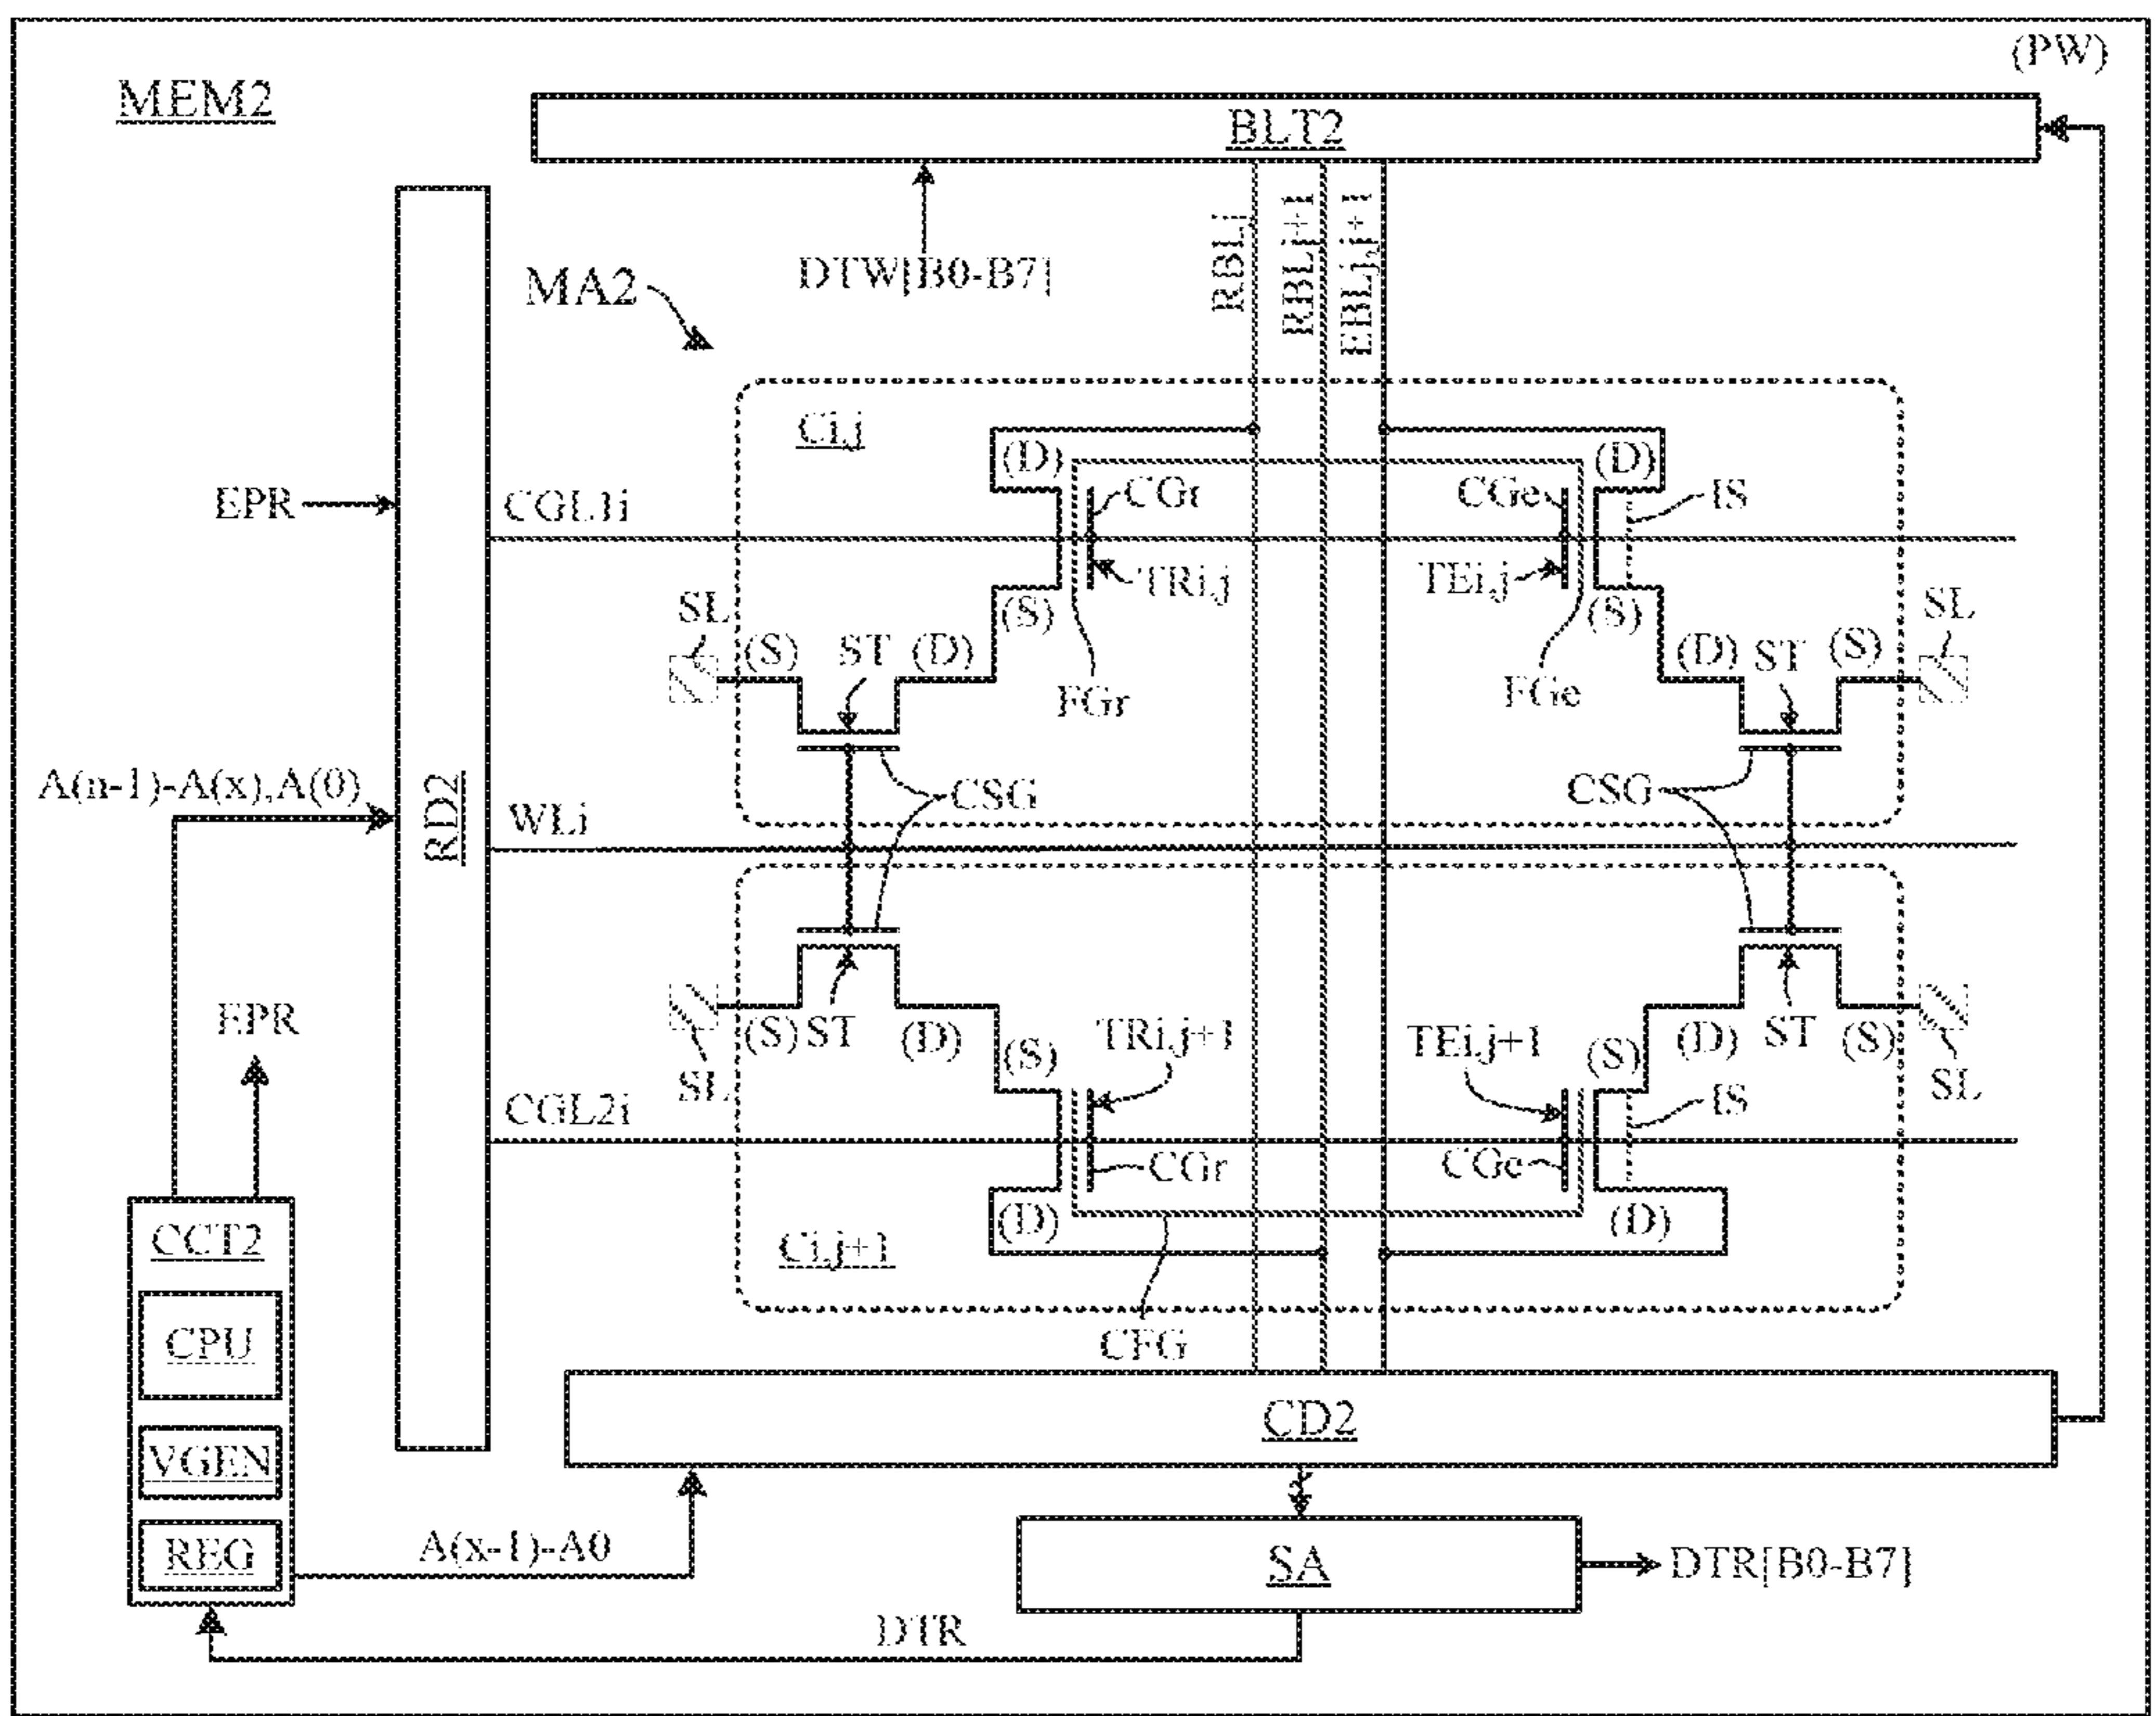 (PW)
MEM2
BLT2
RBLj
RBLj+1
EBLj,j+1
DTW[B0-B7]
MA2
Ci,j
(D)
(D)
EPR
CGL1i
CGr
CGe
IS
TRi,j
TEi,j
SL
(S)
(S)
SL
(S)
ST
(D)
(D)
ST
(S)
FGr
FGe
A(n-1)-A(x),A(0)
RD2
WLi
CSG
CSG
EPR
(S)
ST
(D)
(S)
TRi,j+1
TEi,j+1
(S)
(D)
ST
(S)
SL
SL
CGL2i
IS
CGr
CGe
(D)
(D)
CCT2
Ci,j+1
CPU
CFG
VGEN
CD2
REG
A(x-1)-A0
SA
DTR[B0-B7]
DTR